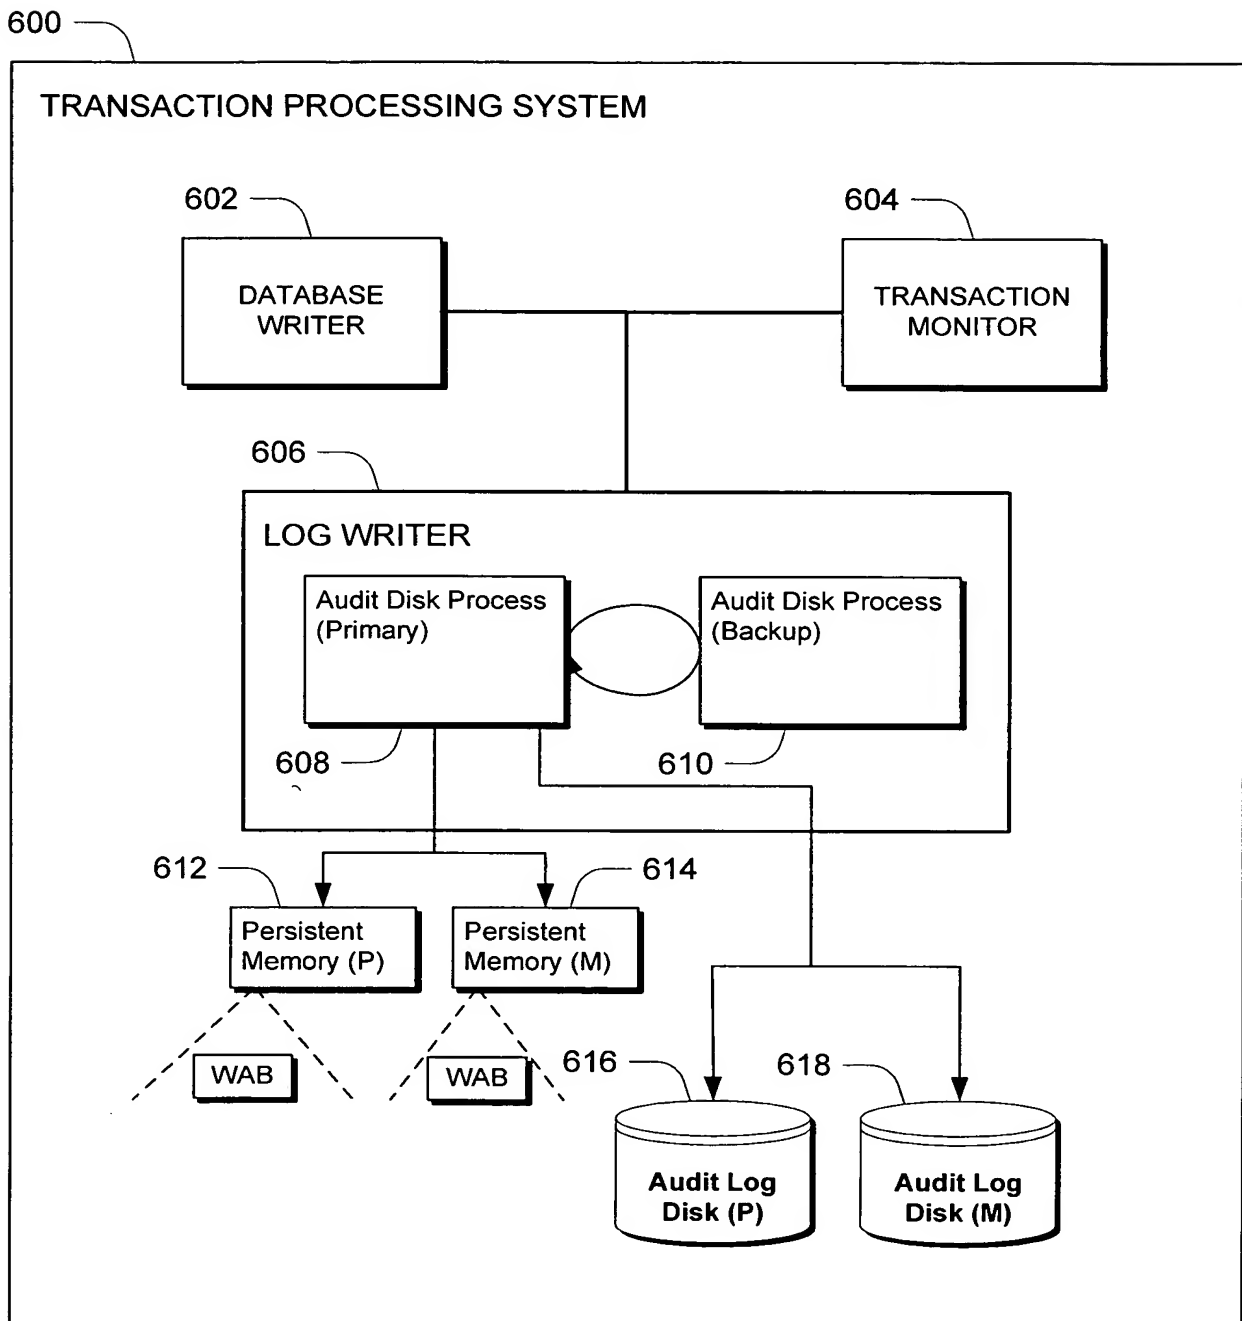 600
TRANSACTION PROCESSING SYSTEM
602
604
DATABASE
WRITER
TRANSACTION
MONITOR
606
LOG WRITER
Audit Disk Process
(Primary)
Audit Disk Process
(Backup)
608
610
612
614
Persistent
Memory (P)
Persistent
Memory (M)
WAB
WAB
616
618
Audit Log
Disk (P)
Audit Log
Disk (M)